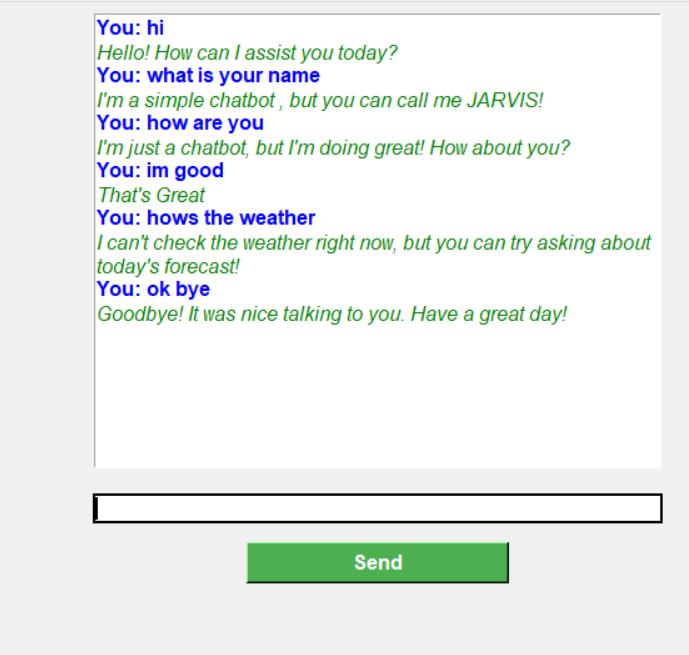 You: hi
Hello! How can I assist you today?
You: what is your name
I'm a simple chatbot , but you can call me JARVIS!
You: how are you
I'm just a chatbot, but I'm doing great! How about you?
You: im good
That's Great
You: hows the weather
I can't check the weather right now, but you can try asking about
today's forecast!
You: ok bye
Goodbye! It was nice talking to you. Have a great day!
Send